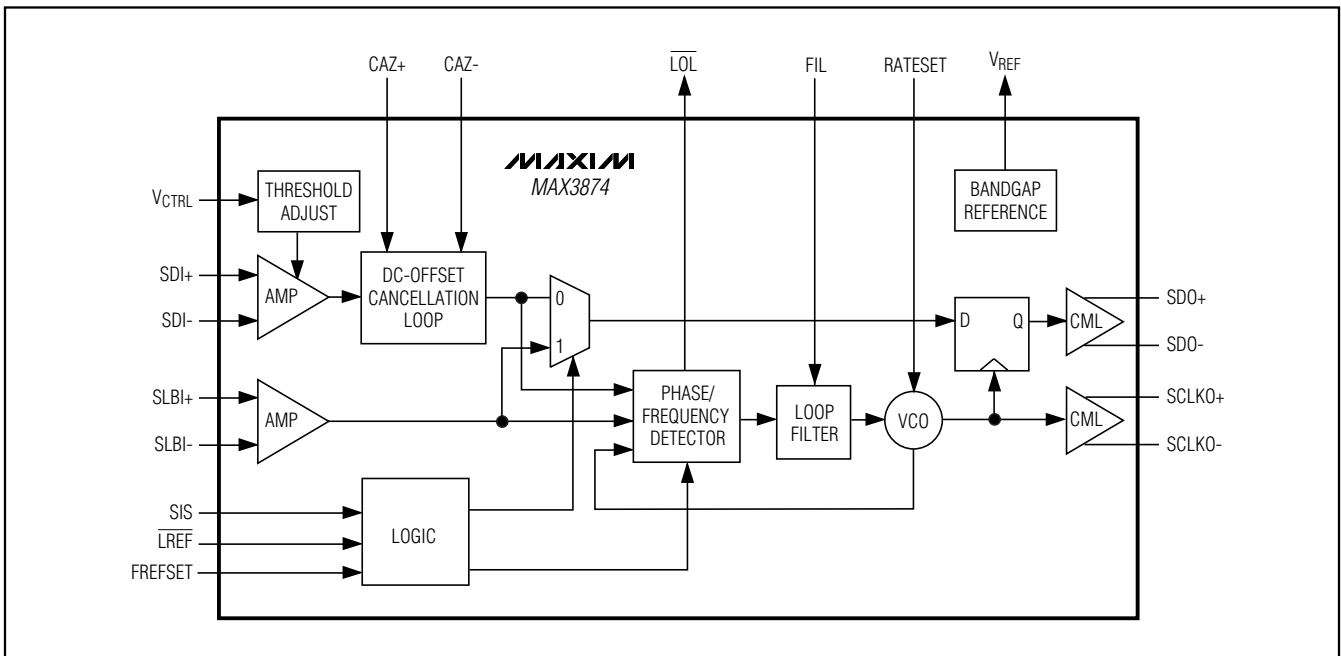 CAZ+ CAZ- L̅O̅L̅ FIL RATESET VREF
MAXIM
MAX3874
VCTRL
THRESHOLD
ADJUST
BANDGAP
REFERENCE
SDI+
SDI-
AMP
DC-OFFSET
CANCELLATION
LOOP
0
1
D Q
CML
SDO+
SDO-
SLBI+
SLBI-
AMP
PHASE/
FREQUENCY
DETECTOR
LOOP
FILTER
VCO
CML
SCLKO+
SCLKO-
SIS
L̅R̅E̅F̅
FREFSET
LOGIC